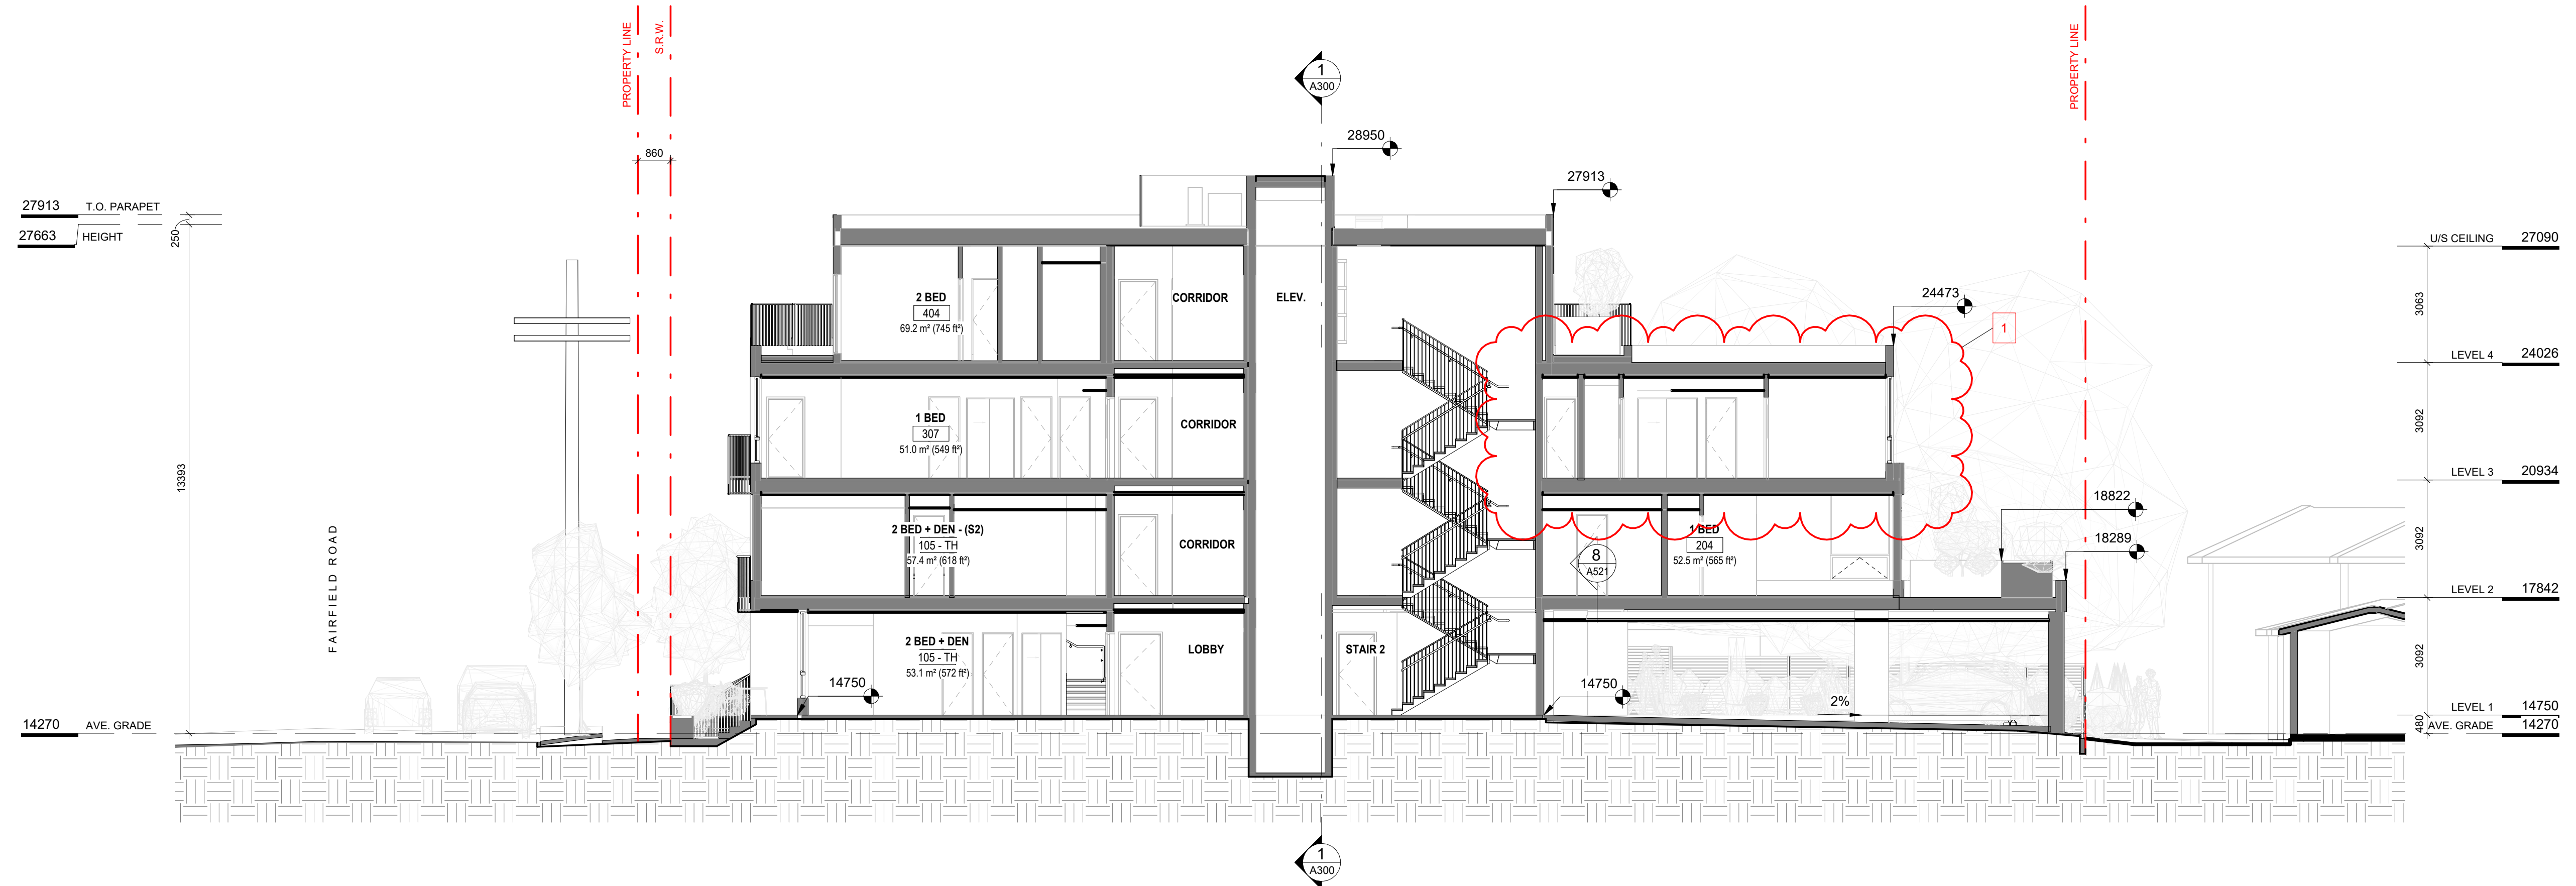 PROPERTY LINE
S.R.W.
PROPERTY LINE
1
A300
860
28950
27913
27913 T.O. PARAPET
27663 HEIGHT
250
13393
14270 AVE. GRADE
FAIRFIELD ROAD
2 BED
404
69.2 m² (745 ft²)
CORRIDOR
ELEV.
1 BED
307
51.0 m² (549 ft²)
CORRIDOR
2 BED + DEN - (S2)
105 - TH
57.4 m² (618 ft²)
CORRIDOR
2 BED + DEN
105 - TH
53.1 m² (572 ft²)
LOBBY
STAIR 2
14750
14750
2%
24473
1
8
A521
1 BED
204
52.5 m² (565 ft²)
18822
18289
U/S CEILING 27090
3063
LEVEL 4 24026
3092
LEVEL 3 20934
3092
LEVEL 2 17842
3092
LEVEL 1 14750
480
AVE. GRADE 14270
1
A300